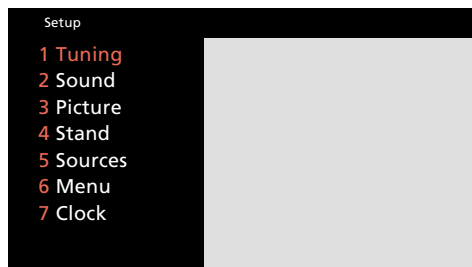 Setup
1 Tuning
2 Sound
3 Picture
4 Stand
5 Sources
6 Menu
7 Clock